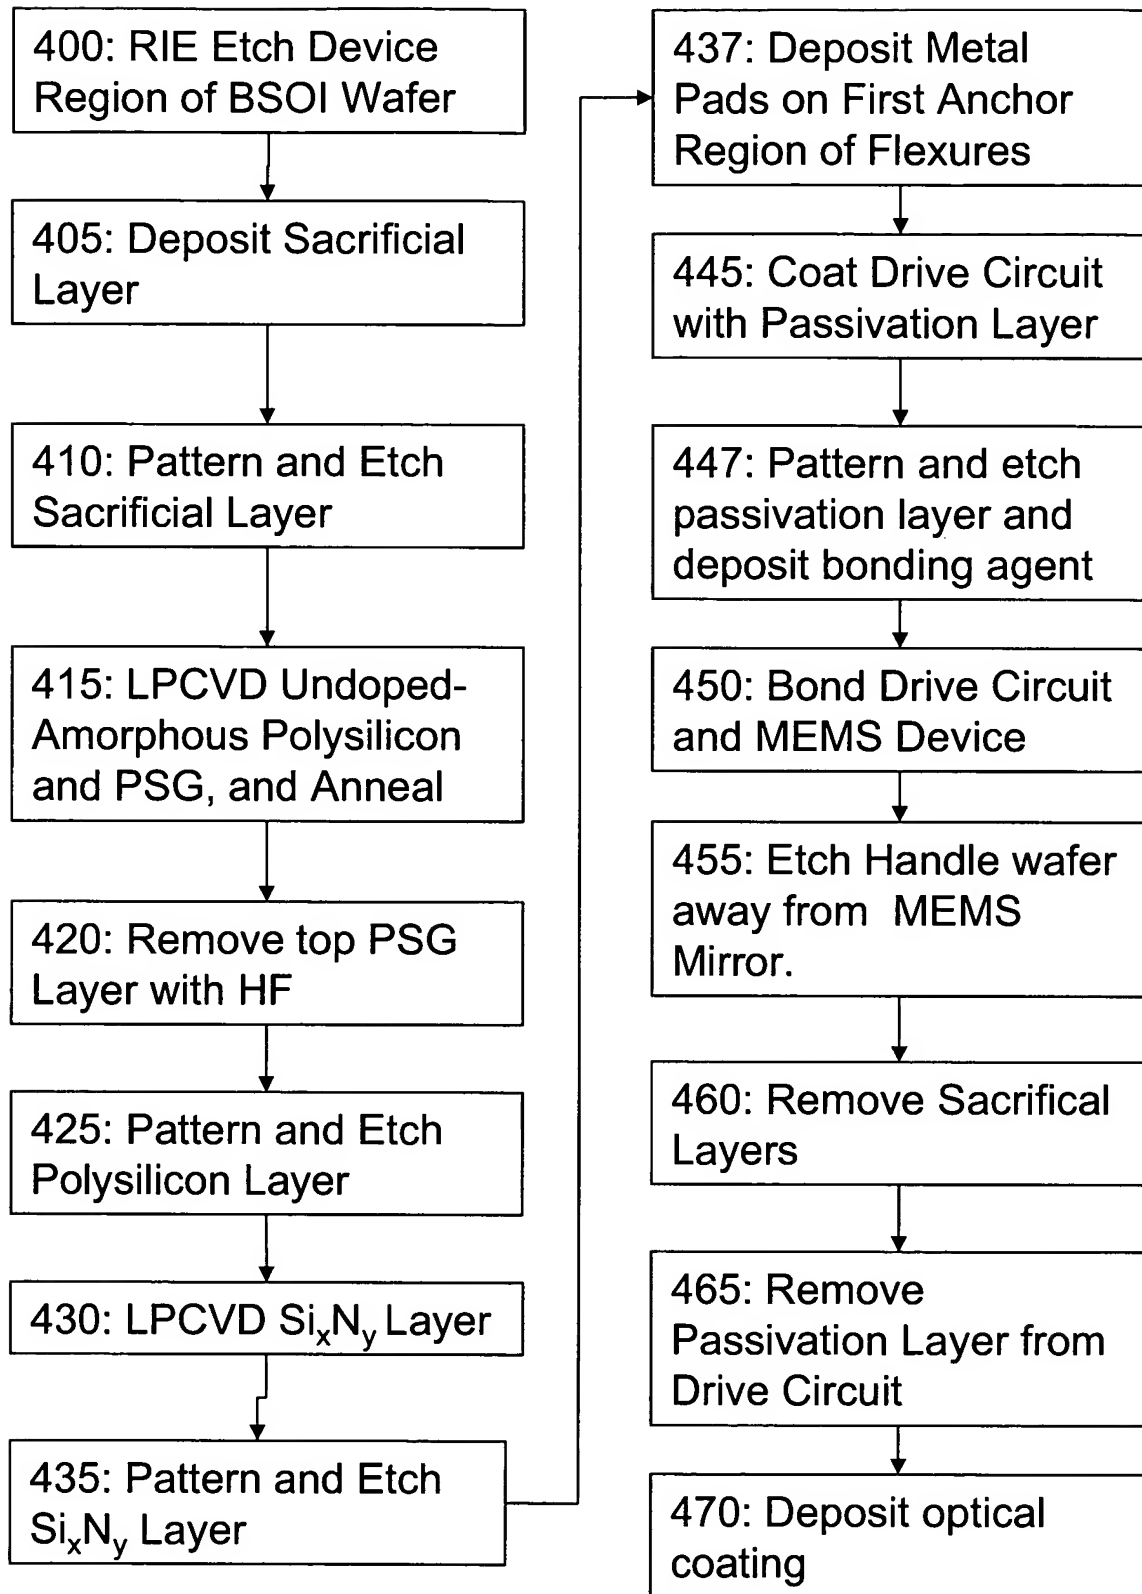 400: RIE Etch Device
Region of BSOI Wafer
405: Deposit Sacrificial
Layer
410: Pattern and Etch
Sacrificial Layer
415: LPCVD Undoped-
Amorphous Polysilicon
and PSG, and Anneal
420: Remove top PSG
Layer with HF
425: Pattern and Etch
Polysilicon Layer
430: LPCVD SixNy Layer
435: Pattern and Etch
SixNy Layer
437: Deposit Metal
Pads on First Anchor
Region of Flexures
445: Coat Drive Circuit
with Passivation Layer
447: Pattern and etch
passivation layer and
deposit bonding agent
450: Bond Drive Circuit
and MEMS Device
455: Etch Handle wafer
away from MEMS
Mirror.
460: Remove Sacrifical
Layers
465: Remove
Passivation Layer from
Drive Circuit
470: Deposit optical
coating